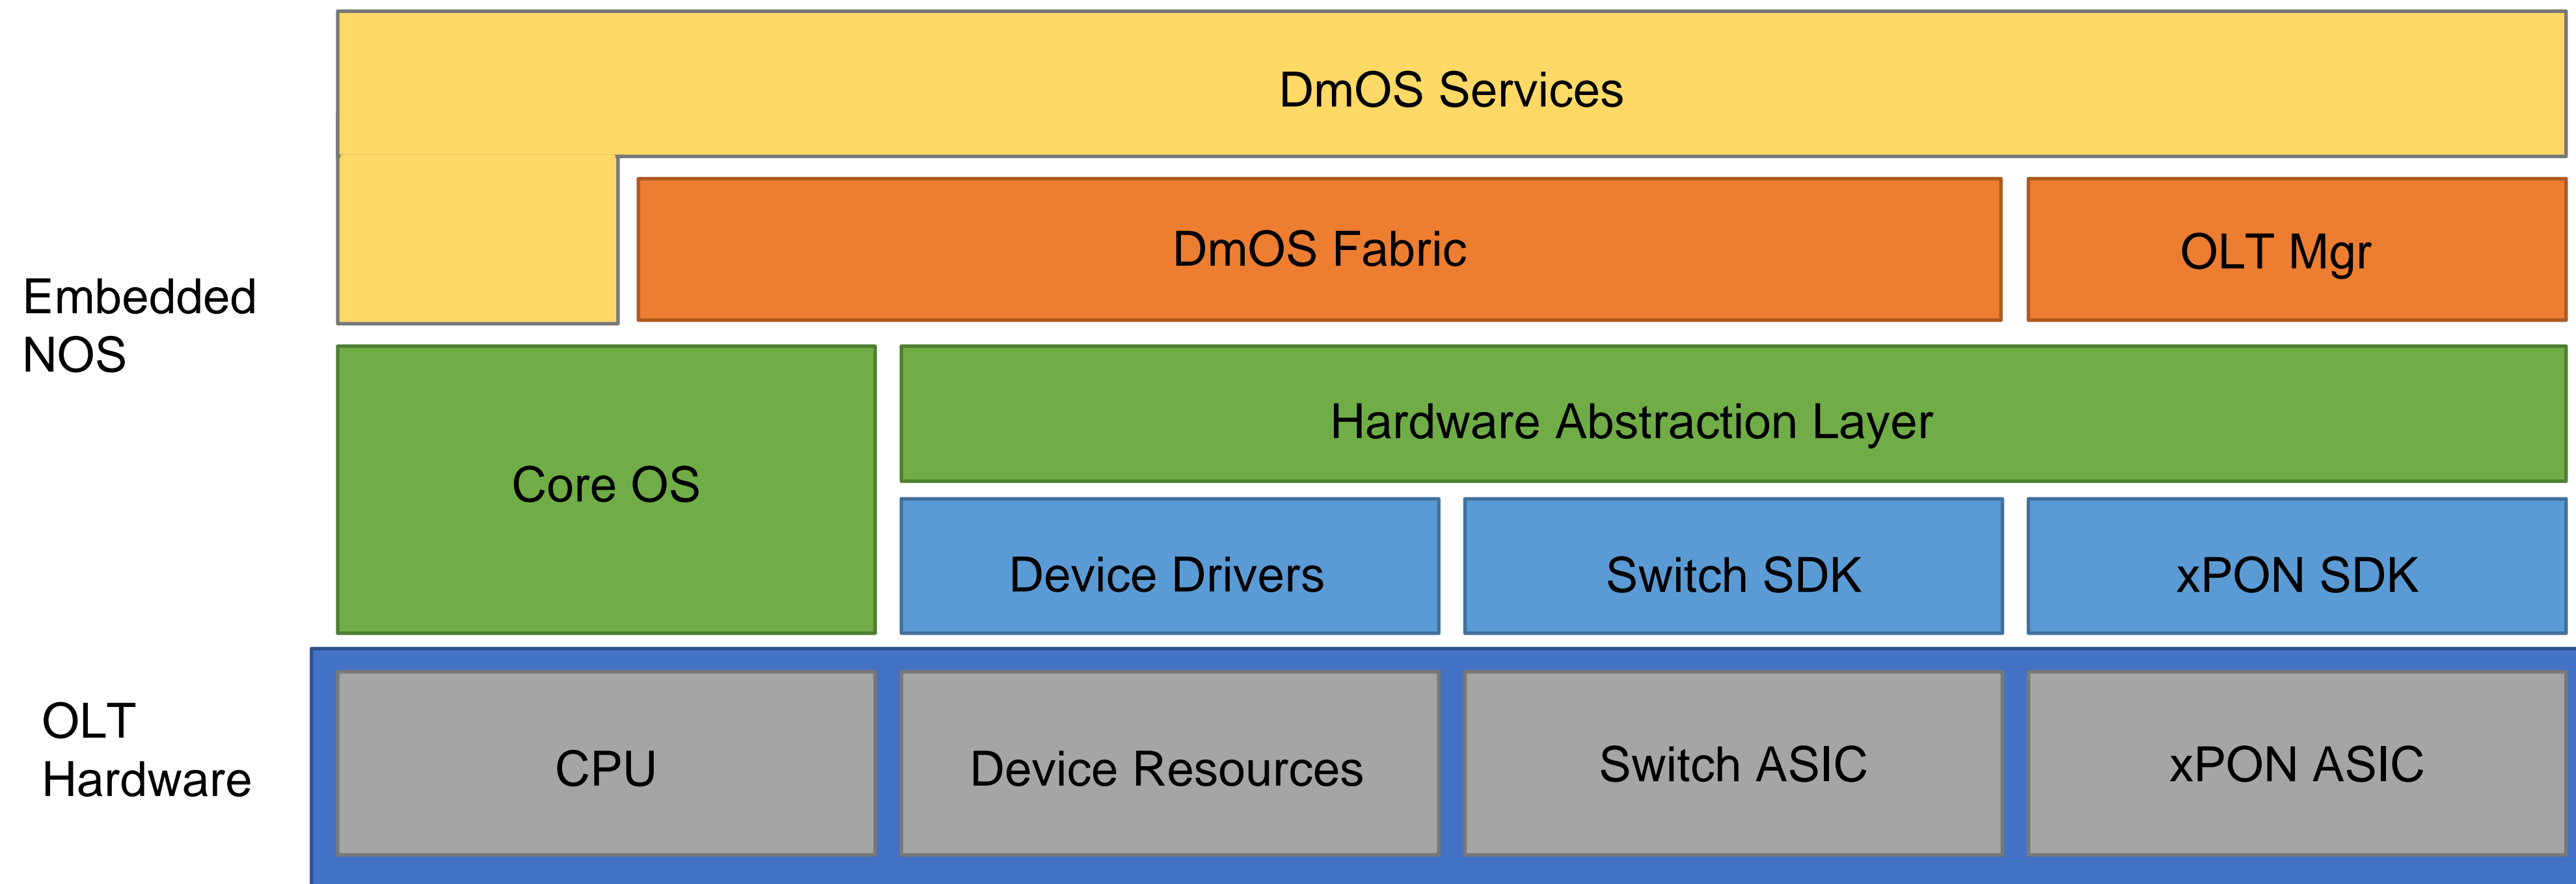 DmOS Services
DmOS Fabric
OLT Mgr
Embedded
NOS
Hardware Abstraction Layer
Core OS
Device Drivers
Switch SDK
xPON SDK
OLT
Hardware
CPU
Device Resources
Switch ASIC
xPON ASIC